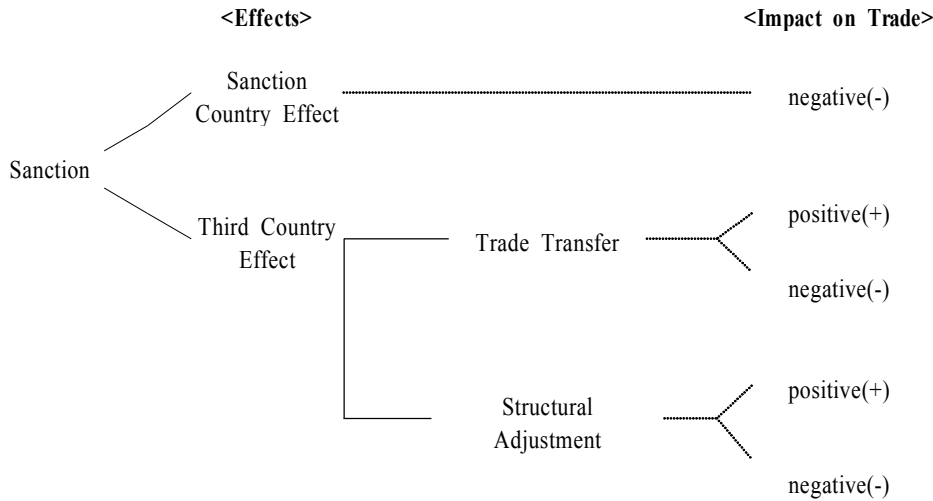 <Effects>
<Impact on Trade>
Sanction
Country Effect
negative(-)
Sanction
Third Country
Effect
Trade Transfer
positive(+)
negative(-)
Structural
Adjustment
positive(+)
negative(-)